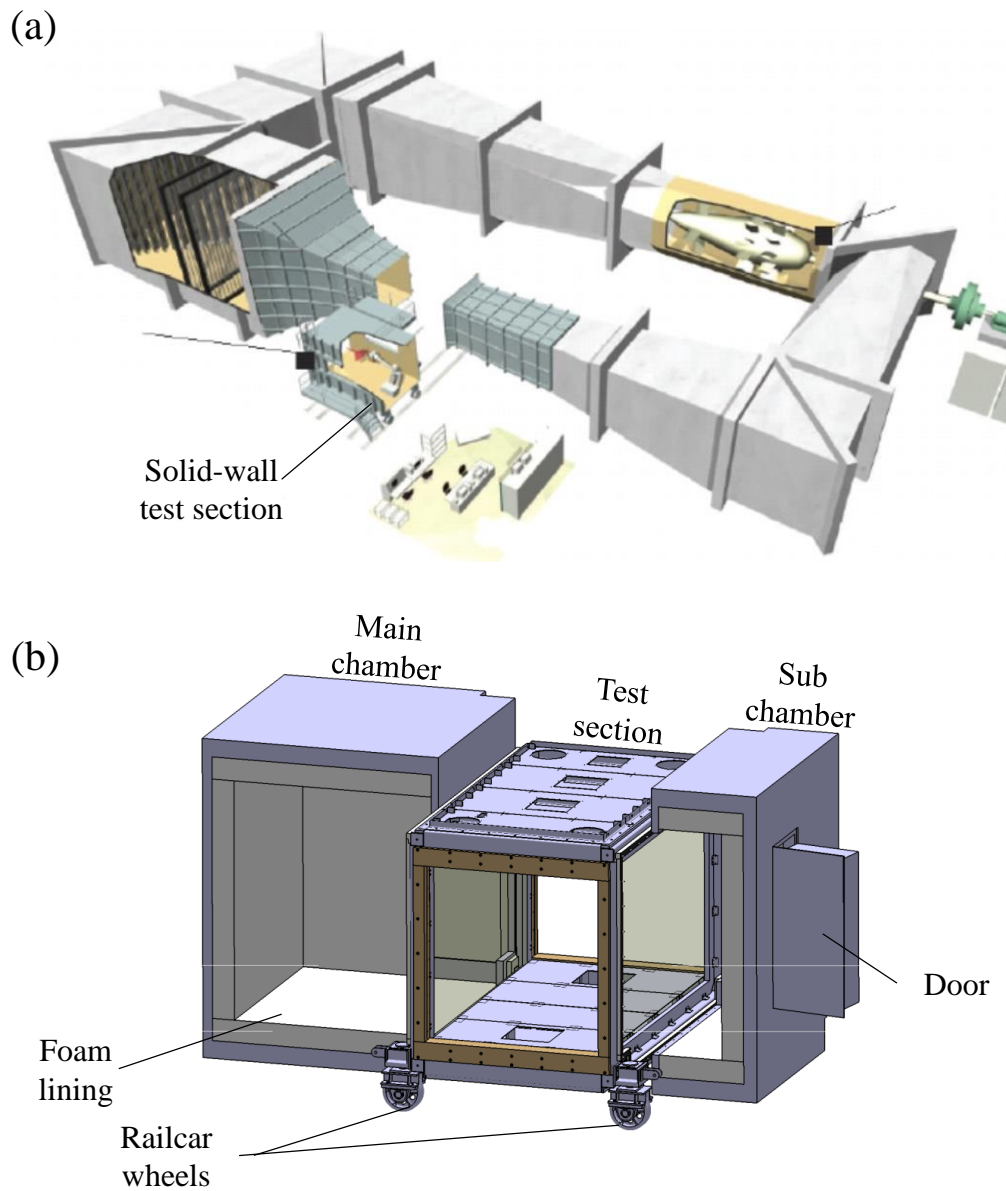 (a)
Solid-wall
test section
(b)
Main
chamber
Test
section
Sub
chamber
Door
Foam
lining
Railcar
wheels